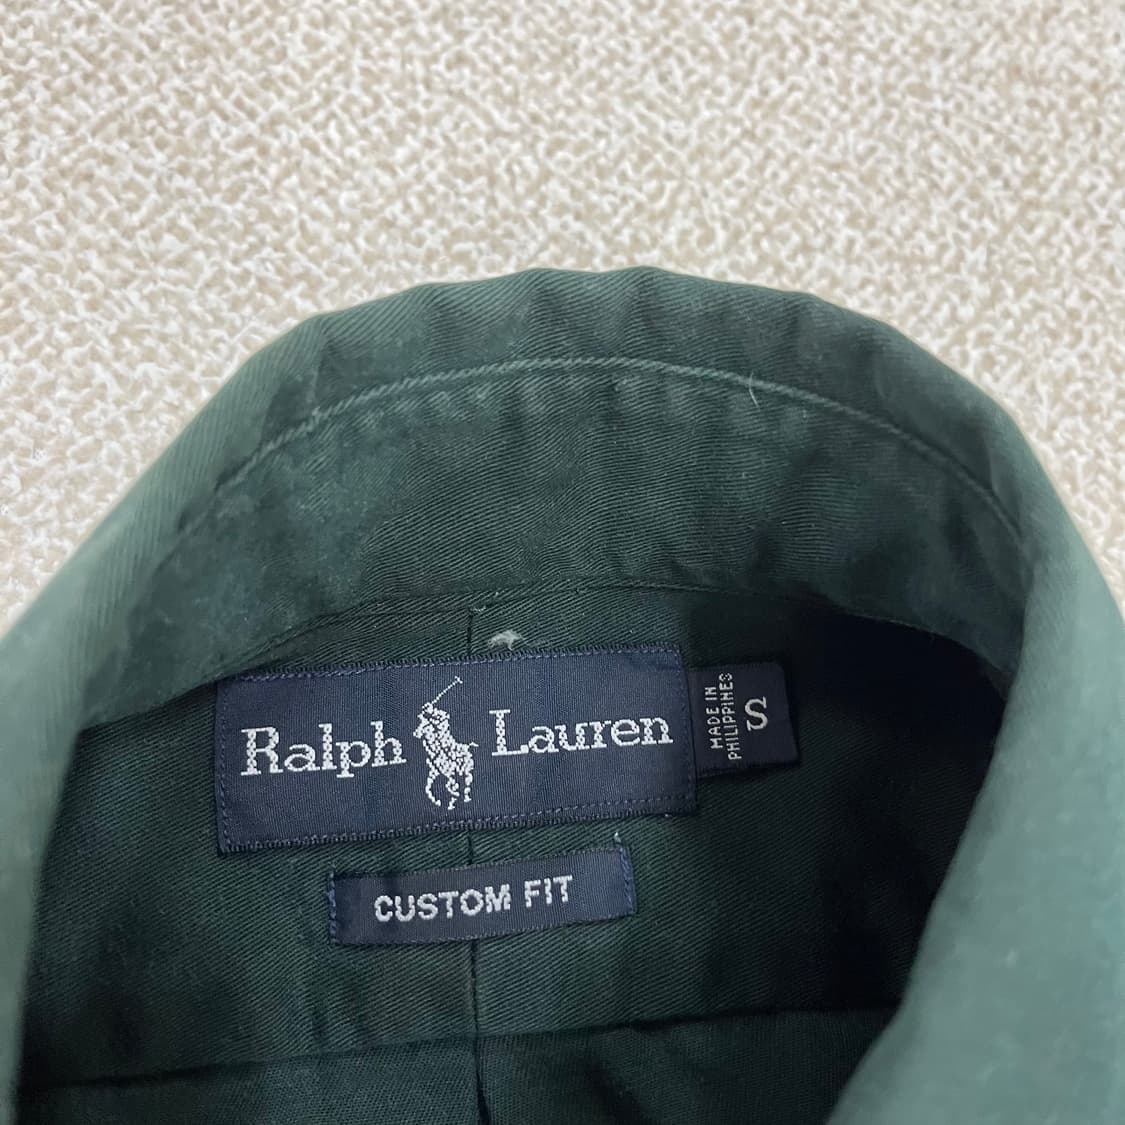 Ralph Lauren
MADE IN
PHILIPPINES
S
CUSTOM FIT